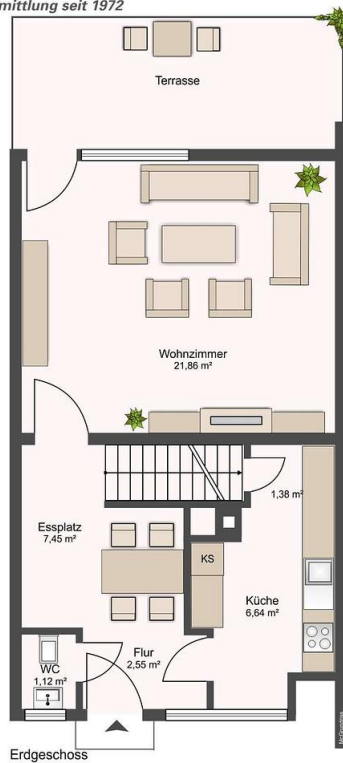 mittlung seit 1972
Terrasse
Wohnzimmer
21,86 m²
1,38 m²
Essplatz
7,45 m²
KS
Küche
6,64 m²
Flur
2,55 m²
WC
1,12 m²
Erdgeschoss